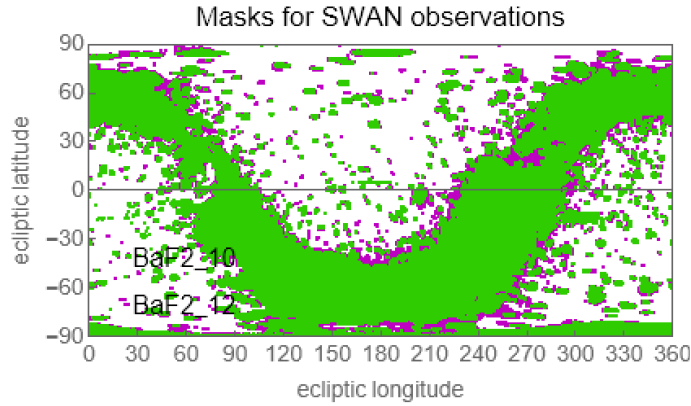 Masks for SWAN observations
90
60
30
0
−30
−60
−90
ecliptic latitude
BaF2_10
BaF2_12
0 30 60 90 120 150 180 210 240 270 300 330 360
ecliptic longitude